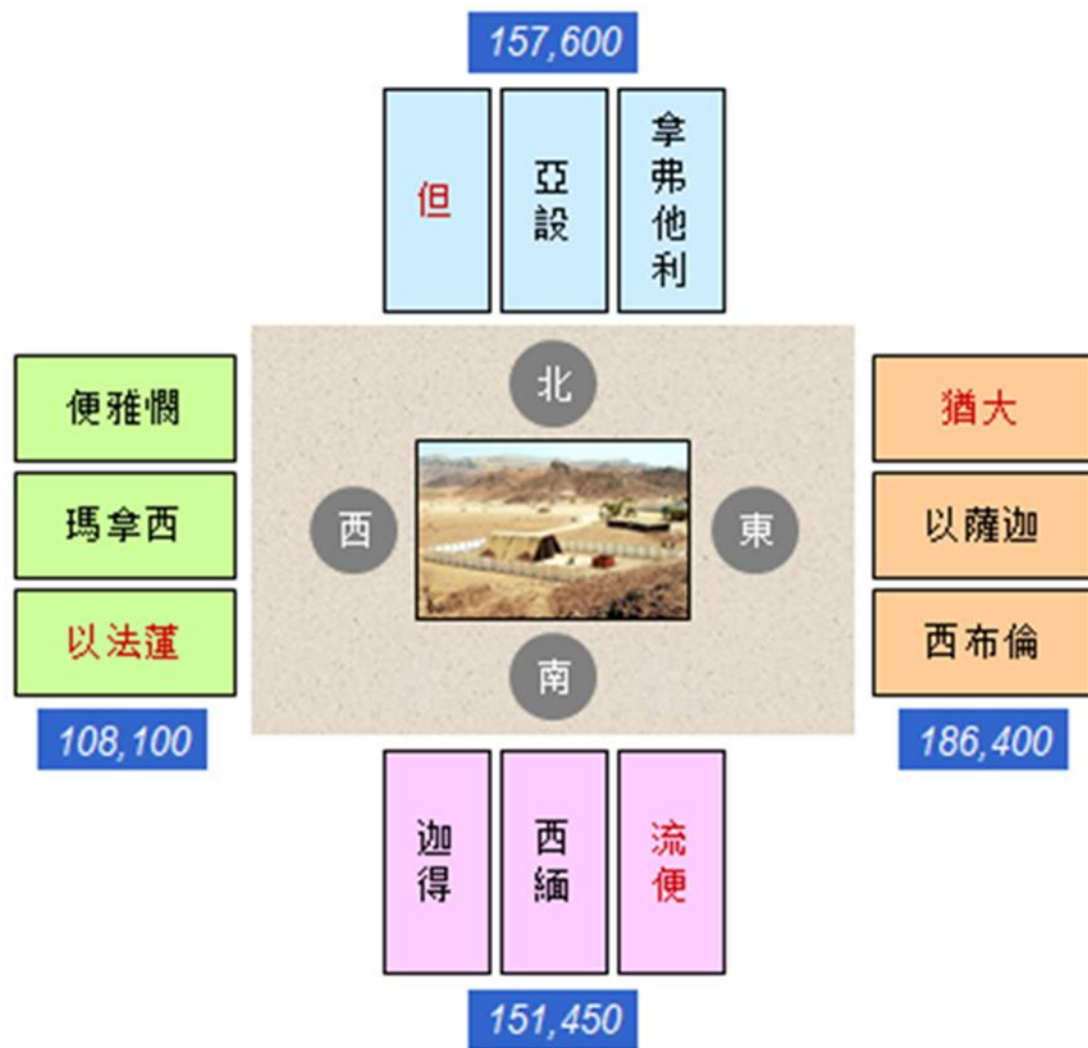 157,600
但
亞設
拿弗他利
便雅憫
瑪拿西
以法蓮
108,100
北
西
東
南
猶大
以薩迦
西布倫
186,400
迦得
西緬
流便
151,450